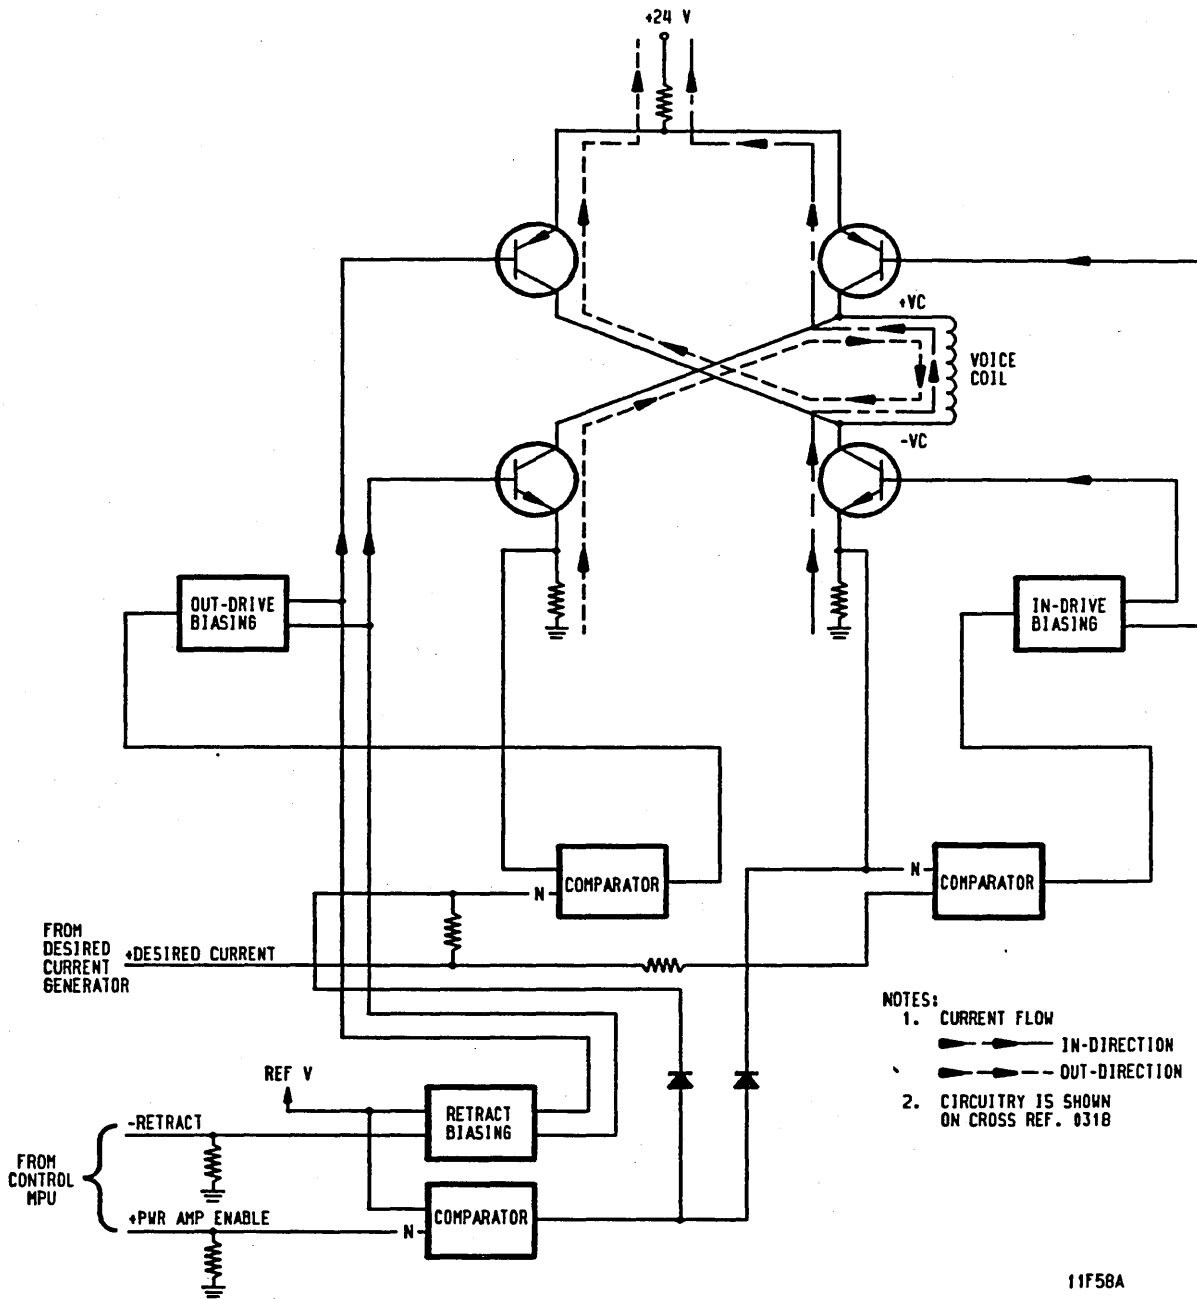 +24 V
+VC
VOICE
COIL
-VC
OUT-DRIVE
BIASING
IN-DRIVE
BIASING
N
COMPARATOR
N
COMPARATOR
FROM
DESIRED
CURRENT
GENERATOR
+DESIRED CURRENT
NOTES:
1. CURRENT FLOW
IN-DIRECTION
OUT-DIRECTION
2. CIRCUITRY IS SHOWN
ON CROSS REF. 0318
REF V
-RETRACT
RETRACT
BIASING
FROM
CONTROL
MPU
+PWR AMP ENABLE
N
COMPARATOR
11F58A